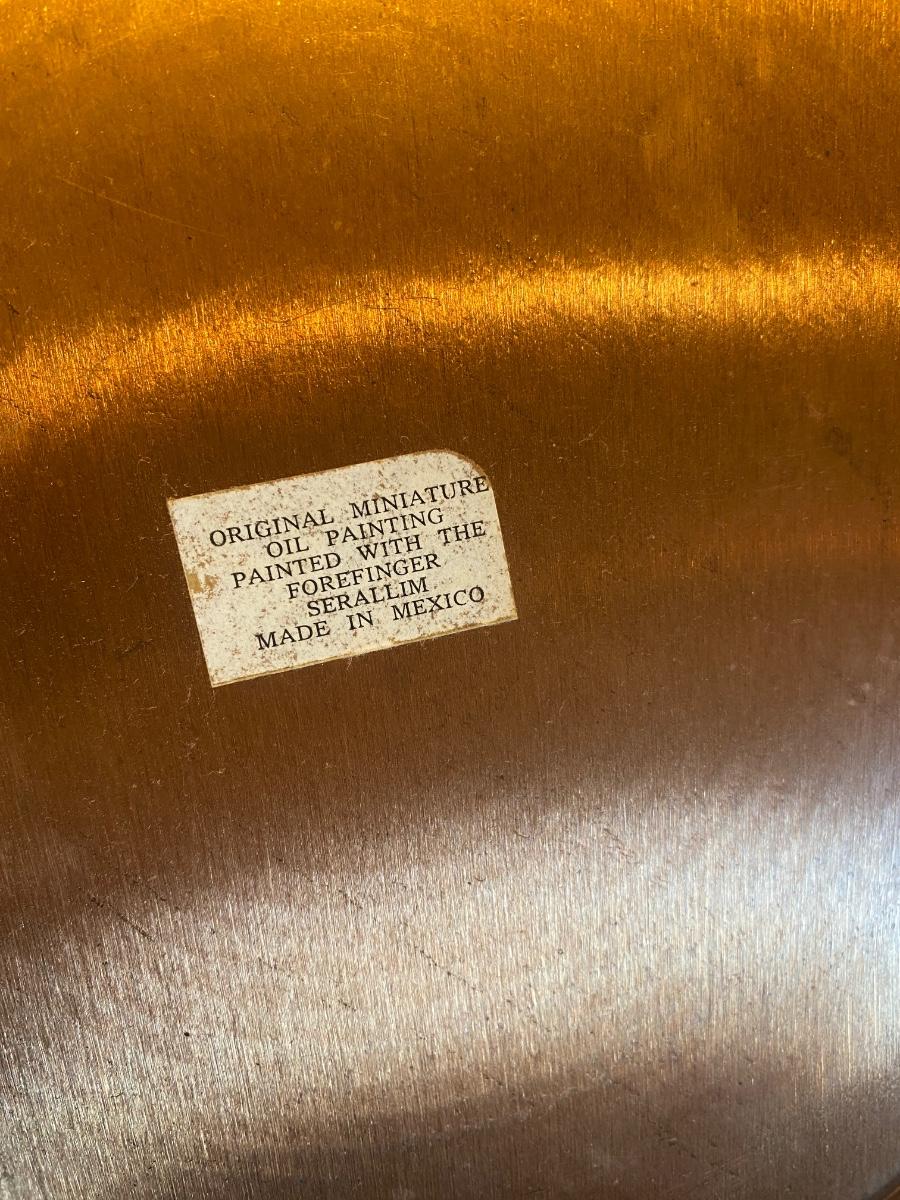 ORIGINAL MINIATURE
OIL PAINTING
PAINTED WITH THE
FOREFINGER
SERALLIM
MADE IN MEXICO